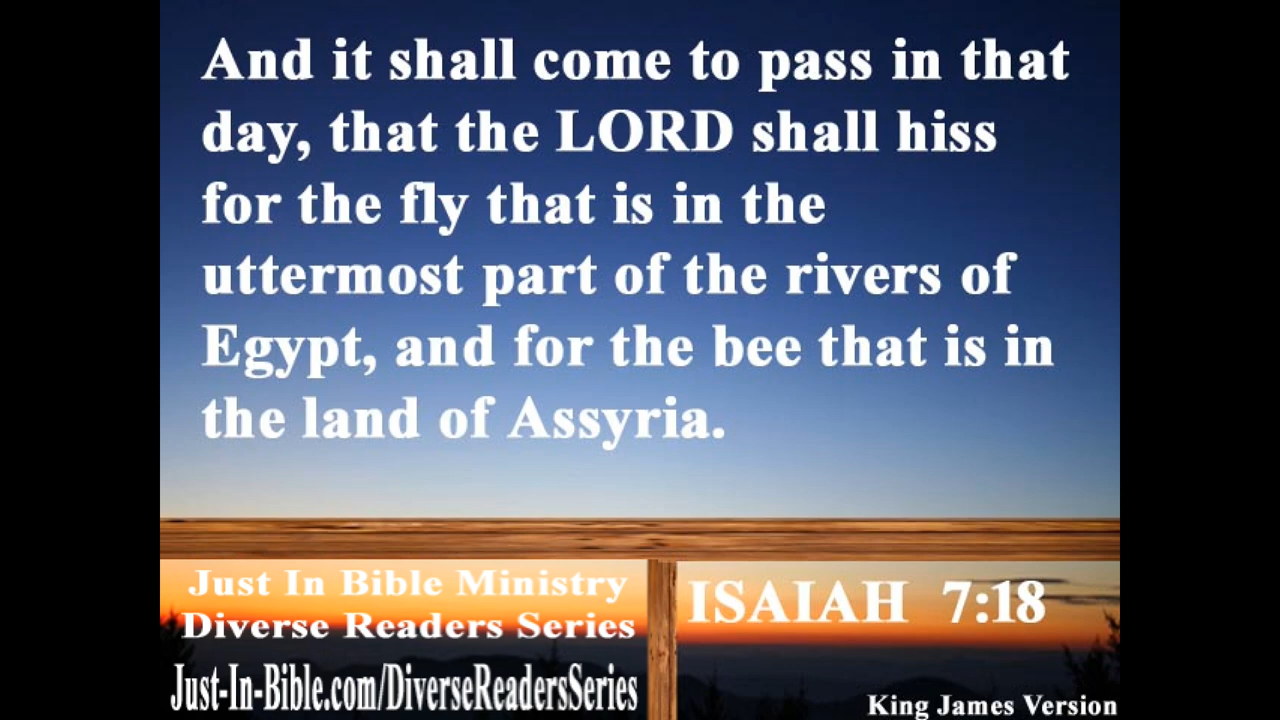 And it shall come to pass in that
day, that the LORD shall hiss
for the fly that is in the
uttermost part of the rivers of
Egypt, and for the bee that is in
the land of Assyria.
Just In Bible Ministry
Diverse Readers Series
Just-In-Bible.com/DiverseReadersSeries
ISAIAH 7:18
King James Version